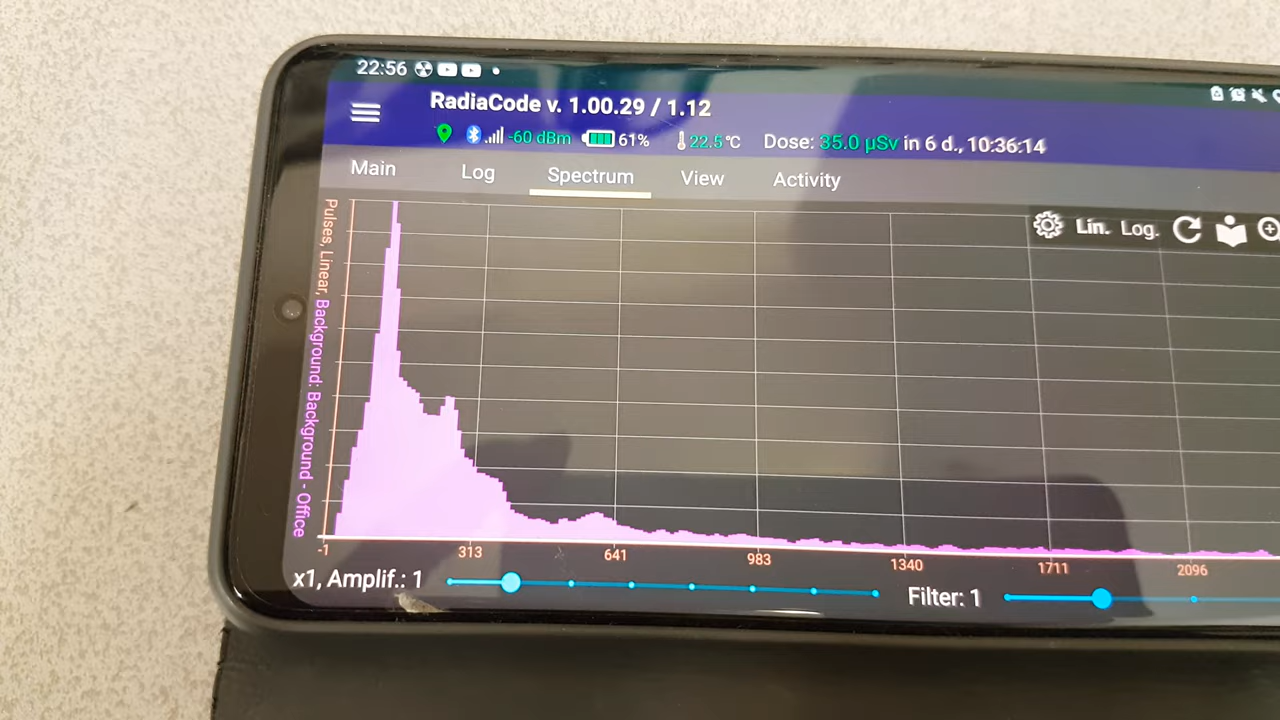 22:56
RadiaCode v. 1.00.29 / 1.12
-60 dBm 61% 22.5°C Dose: 35.0 µSv in 6 d., 10:36:14
Main Log Spectrum View Activity
Lin. Log.
Pulses, Linear, Background: Background - Office
-1 313 641 983 1340 1711 2096
x1, Amplif.: 1 Filter: 1